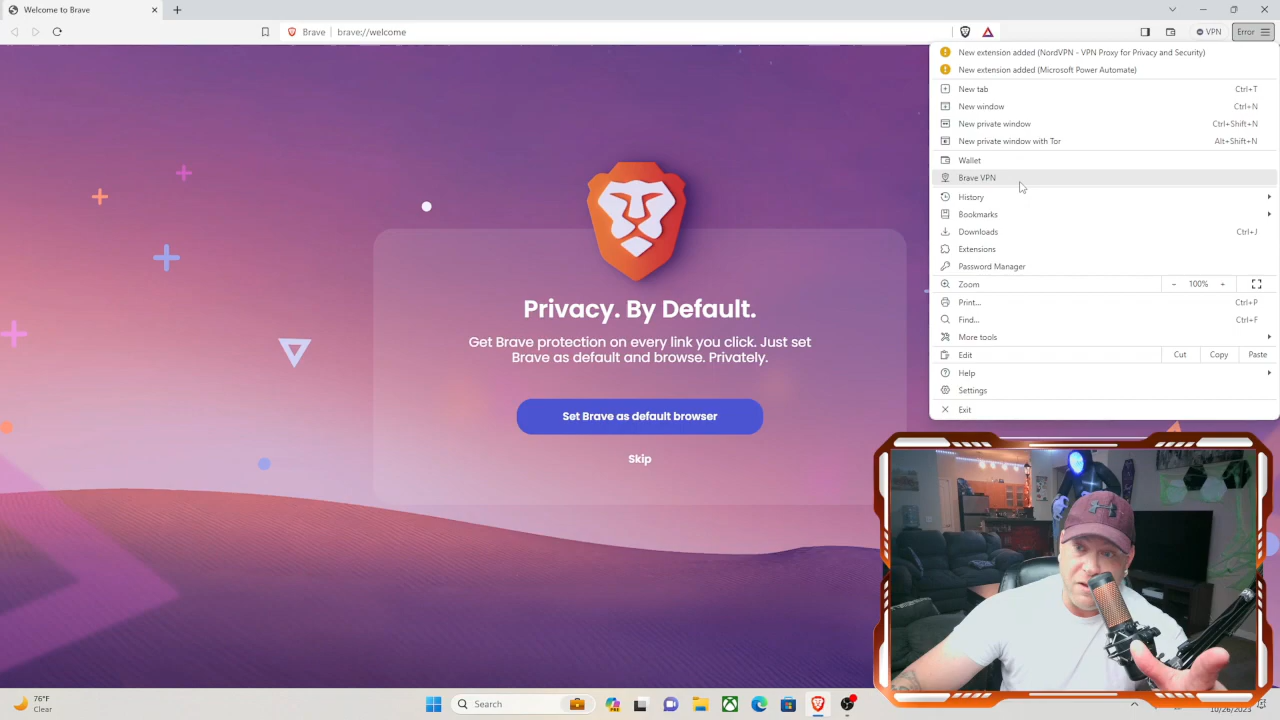 Welcome to Brave
Brave
brave://welcome
VPN
Error
New extension added (NordVPN - VPN Proxy for Privacy and Security)
New extension added (Microsoft Power Automate)
New tab Ctrl+T
New window Ctrl+N
New private window Ctrl+Shift+N
New private window with Tor Alt+Shift+N
Wallet
Brave VPN
History
Bookmarks
Downloads Ctrl+J
Extensions
Password Manager
Zoom - 100% +
Print... Ctrl+P
Find... Ctrl+F
More tools
Edit Cut Copy Paste
Help
Settings
Exit
Privacy. By Default.
Get Brave protection on every link you click. Just set
Brave as default and browse. Privately.
Set Brave as default browser
Skip
76°F
Clear
Search
10/26/2023